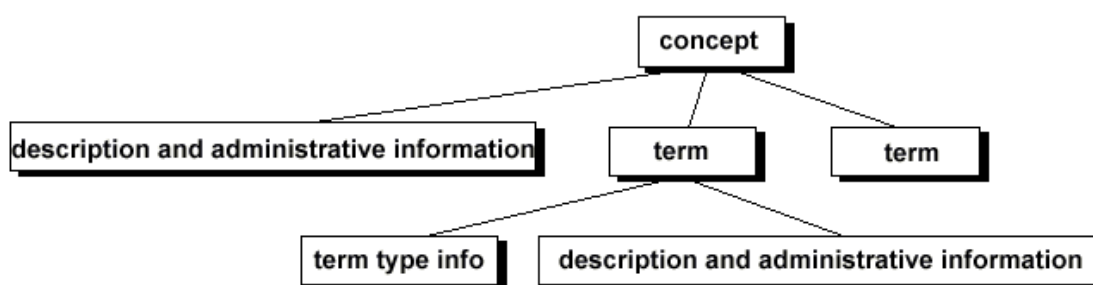 concept
description and administrative information
term
term
term type info
description and administrative information